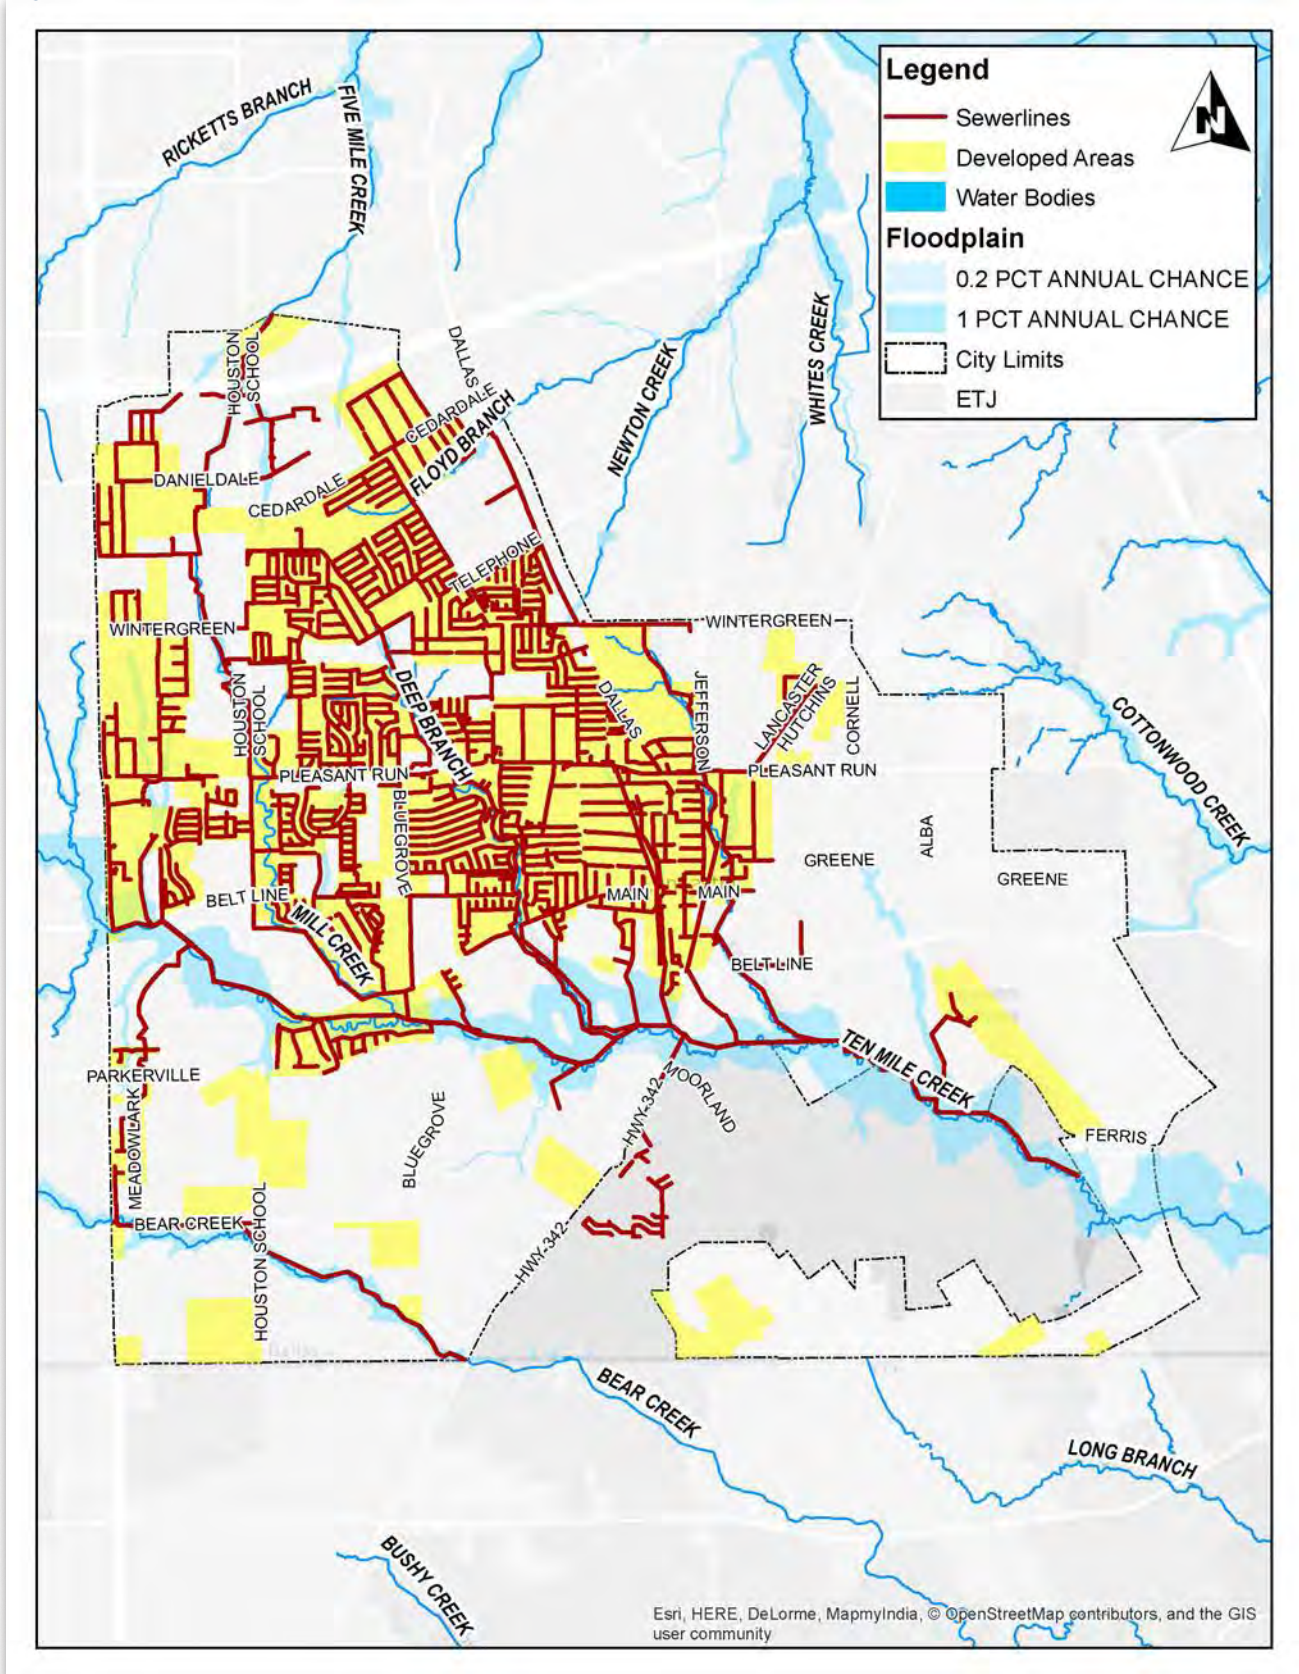 Legend
N
Sewerlines
Developed Areas
Water Bodies
Floodplain
0.2 PCT ANNUAL CHANCE
1 PCT ANNUAL CHANCE
City Limits
ETJ
RICKETTS BRANCH
FIVE MILE CREEK
HOUSTON
SCHOOL
DALLAS
CEDARDALE
FLOYD BRANCH
NEWTON CREEK
WHITES CREEK
DANIELDALE
CEDARDALE
TELEPHONE
WINTERGREEN
WINTERGREEN
HOUSTON
SCHOOL
DEEP BRANCH
DALLAS
JEFFERSON
LANCASTER
HUTCHINS
CORNELL
COTTONWOOD CREEK
PLEASANT RUN
PLEASANT RUN
BLUEGROVE
ALBA
GREENE
GREENE
BELT LINE
MAIN
MAIN
MILL CREEK
BELT LINE
TEN MILE CREEK
PARKERVILLE
MEADOWLARK
BLUEGROVE
HWY-342
MOORLAND
FERRIS
BEAR CREEK
HOUSTON SCHOOL
HWY-342
BEAR CREEK
LONG BRANCH
BUSHY CREEK
Esri, HERE, DeLorme, MapmyIndia, © OpenStreetMap contributors, and the GIS
user community